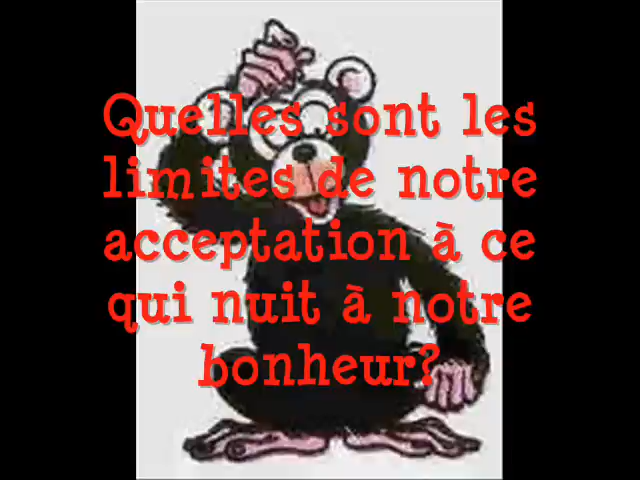 Quelles sont les
limites de notre
acceptation à ce
qui nuit à notre
bonheur?